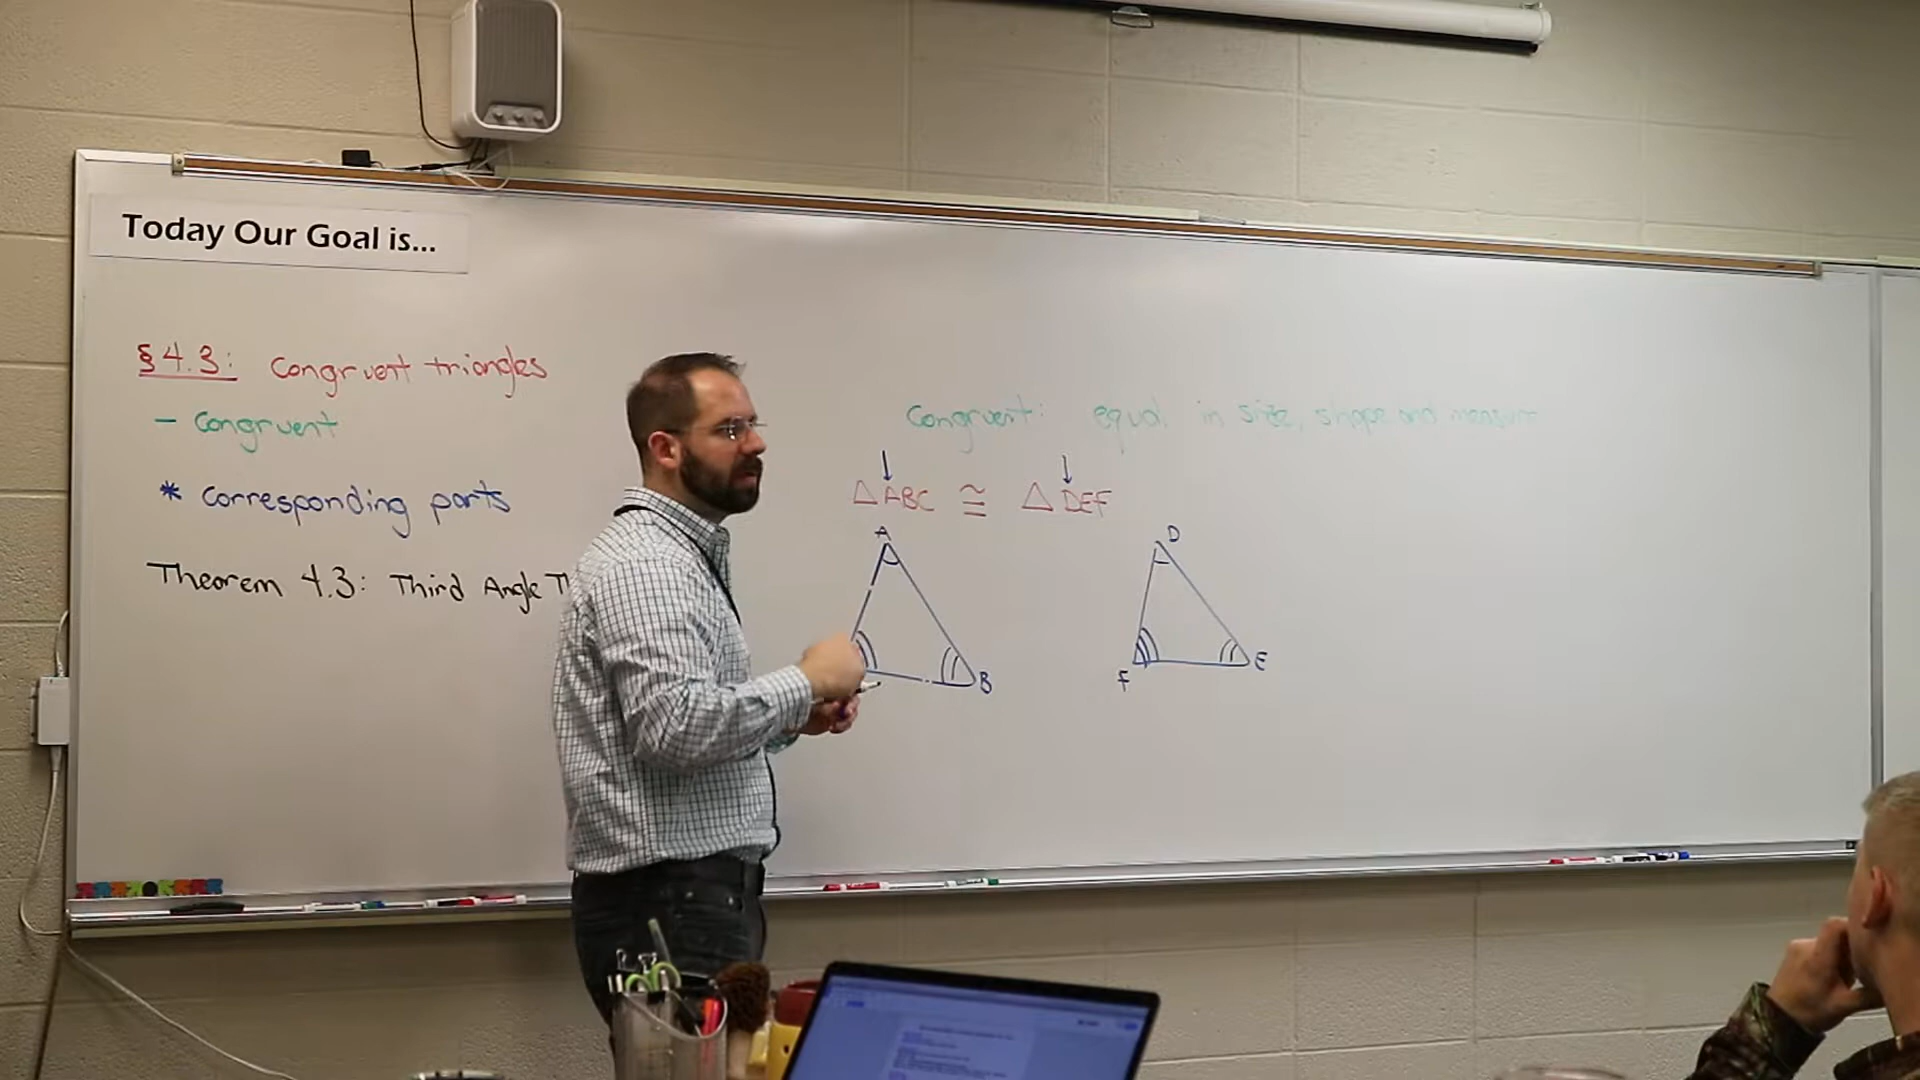 Today Our Goal is...
§ 4.3: Congruent triangles
- Congruent
* Corresponding parts
Theorem 4.3: Third Angle
Congruent: equal in size, shape and measure
△ABC ≅ △DEF
A
B
D
F
E